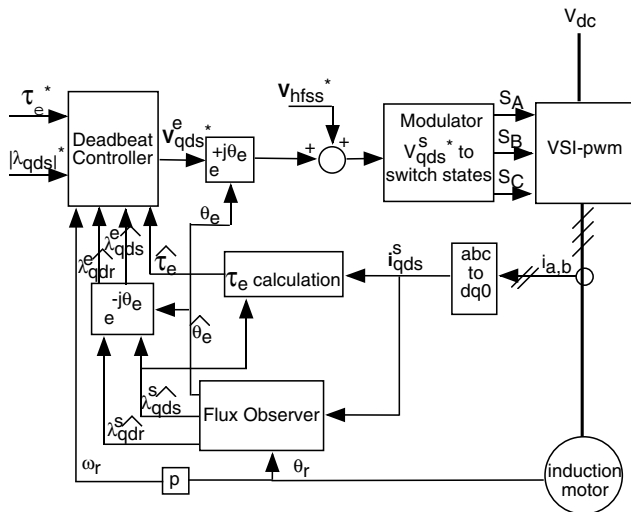 V_dc
τ_e*
|λ_qds|*
Deadbeat
Controller
v^e_qds*
e^+jθ_e
v_hfss*
+
+
Modulator
V^s_qds* to
switch states
S_A
S_B
S_C
VSI-pwm
θ_e
λ̂^e_qdr
λ̂^e_qds
τ̂_e
τ_e calculation
i^s_qds
abc
to
dq0
i_a,b
e^-jθ_e
θ̂_e
λ̂^s_qds
λ̂^s_qdr
Flux Observer
ω_r
p
θ_r
induction
motor